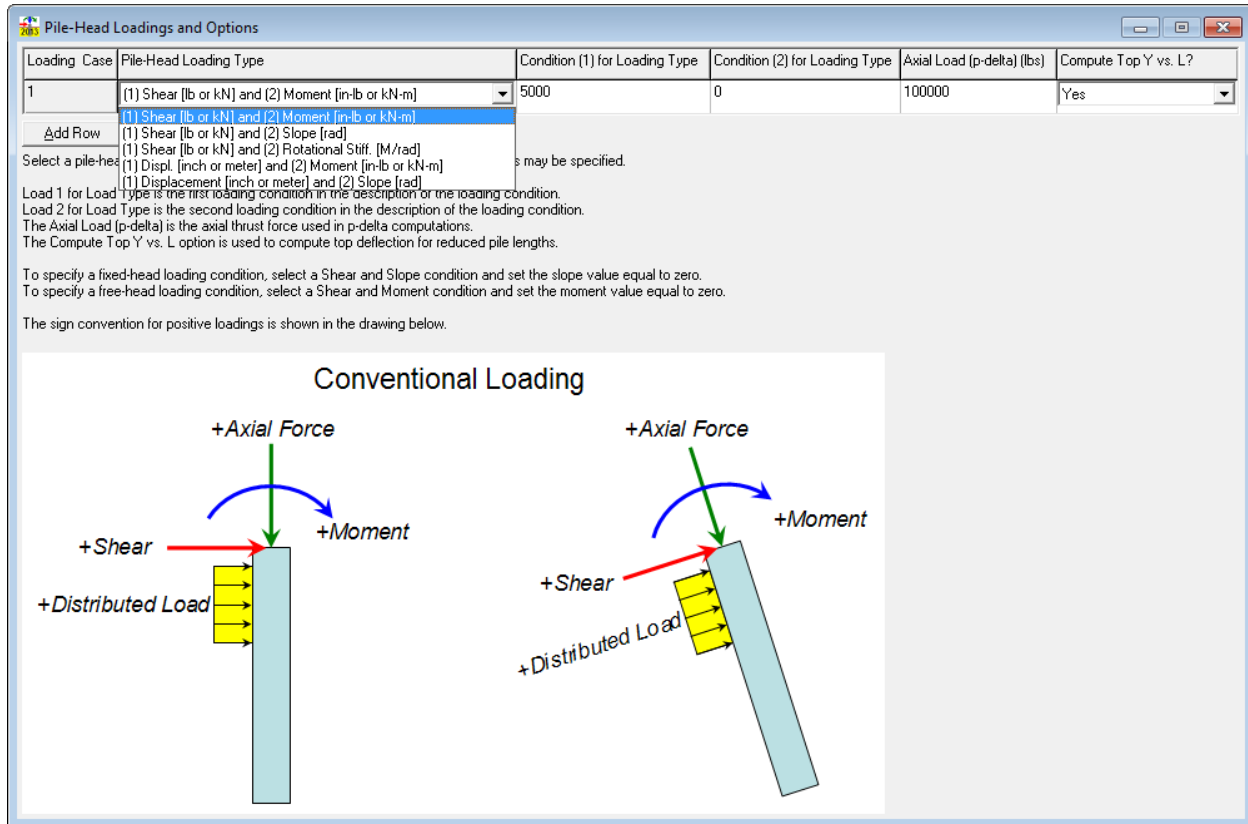 2013 Pile-Head Loadings and Options
Loading Case Pile-Head Loading Type Condition (1) for Loading Type Condition (2) for Loading Type Axial Load (p-delta) (lbs) Compute Top Y vs. L?
1 (1) Shear [lb or kN] and (2) Moment [in-lb or kN-m] 5000 0 100000 Yes
(1) Shear [lb or kN] and (2) Moment [in-lb or kN-m]
Add Row (1) Shear [lb or kN] and (2) Slope [rad]
(1) Shear [lb or kN] and (2) Rotational Stiff. [M/rad]
Select a pile-hea (1) Displ. [inch or meter] and (2) Moment [in-lb or kN-m] s may be specified.
(1) Displacement [inch or meter] and (2) Slope [rad]
Load 1 for Load Type is the first loading condition in the description of the loading condition.
Load 2 for Load Type is the second loading condition in the description of the loading condition.
The Axial Load (p-delta) is the axial thrust force used in p-delta computations.
The Compute Top Y vs. L option is used to compute top deflection for reduced pile lengths.
To specify a fixed-head loading condition, select a Shear and Slope condition and set the slope value equal to zero.
To specify a free-head loading condition, select a Shear and Moment condition and set the moment value equal to zero.
The sign convention for positive loadings is shown in the drawing below.
Conventional Loading
+Axial Force
+Moment
+Shear
+Distributed Load
+Axial Force
+Moment
+Shear
+Distributed Load